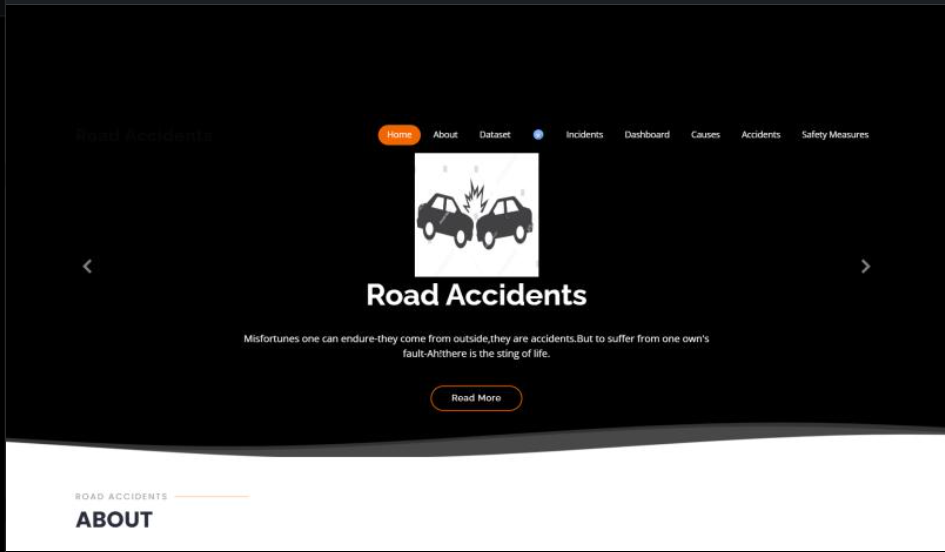 Road Accidents
Home About Dataset Incidents Dashboard Causes Accidents Safety Measures
Road Accidents
Misfortunes one can endure-they come from outside,they are accidents.But to suffer from one own's
fault-Ah!there is the sting of life.
Read More
ROAD ACCIDENTS
ABOUT